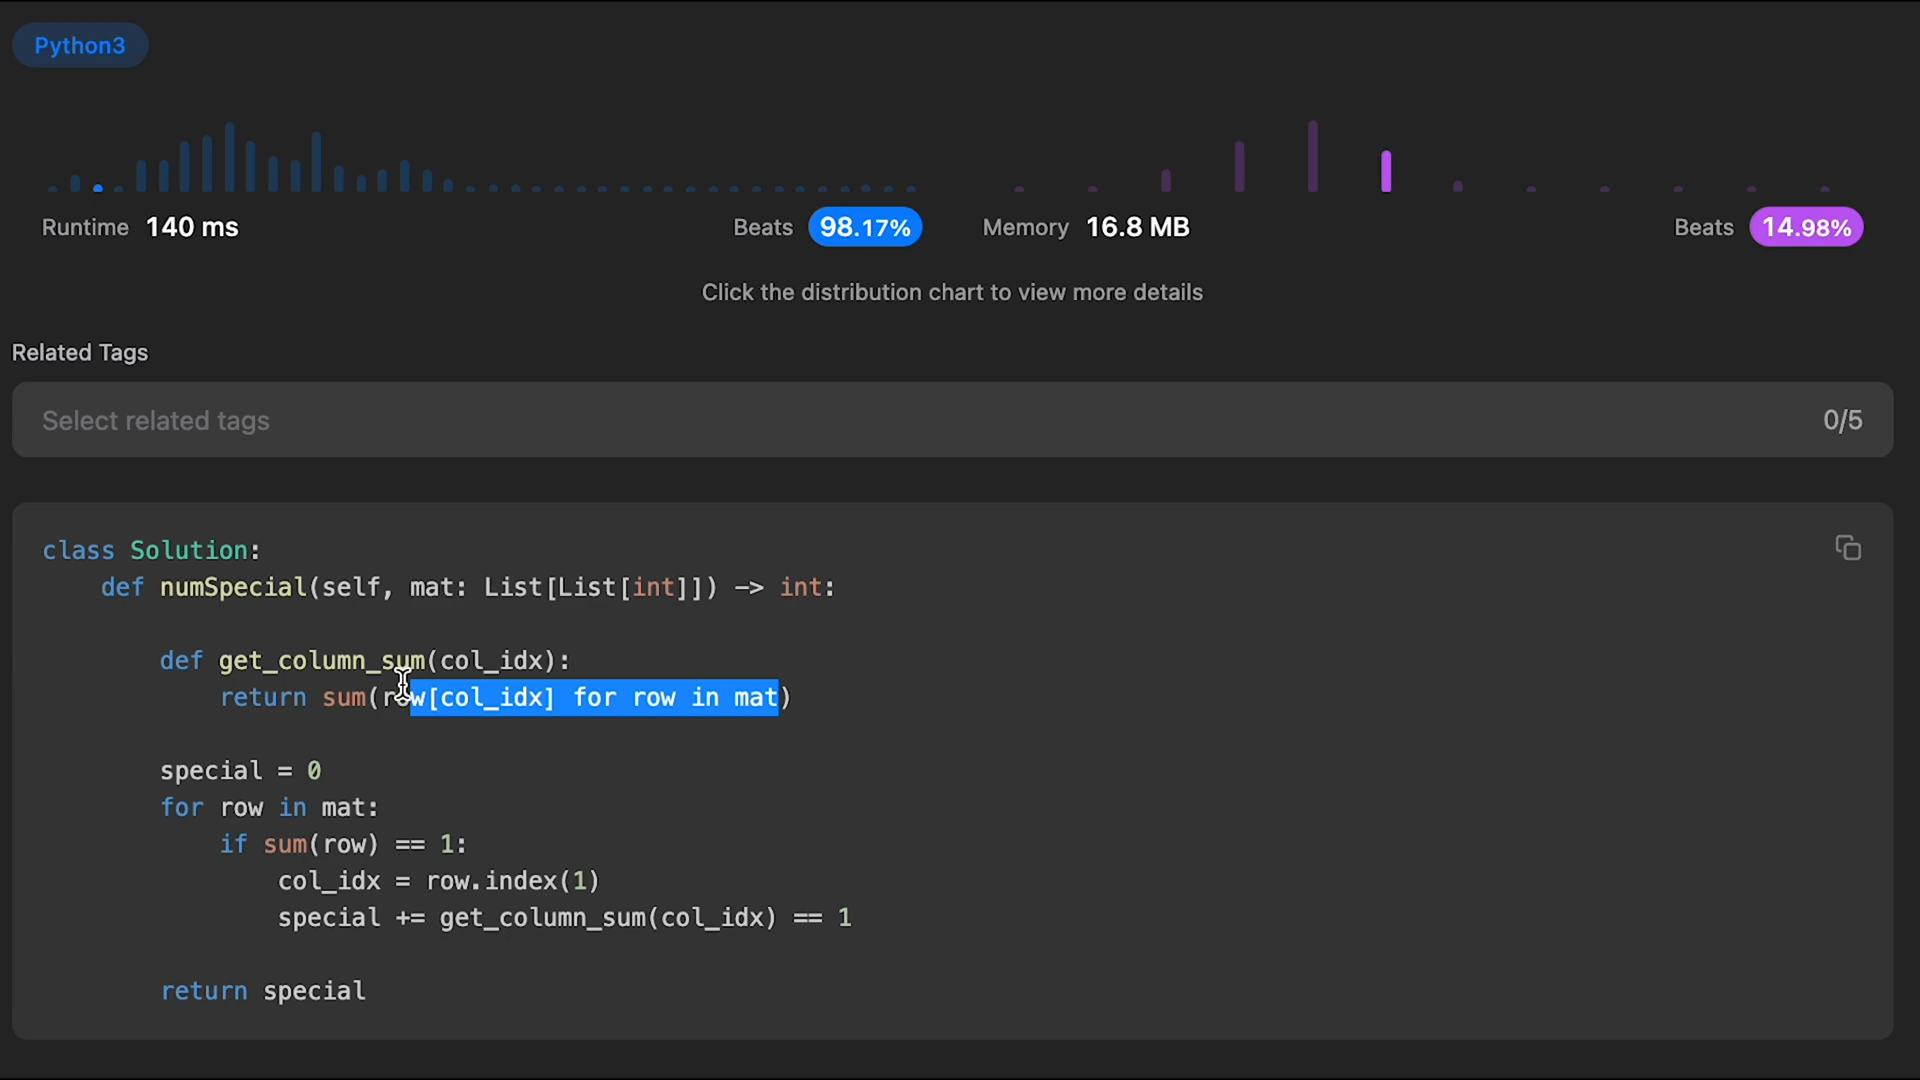 Python3
Runtime 140 ms Beats 98.17% Memory 16.8 MB Beats 14.98%
Click the distribution chart to view more details
Related Tags
Select related tags 0/5
class Solution:
    def numSpecial(self, mat: List[List[int]]) -> int:
        def get_column_sum(col_idx):
            return sum(row[col_idx] for row in mat)
        special = 0
        for row in mat:
            if sum(row) == 1:
                col_idx = row.index(1)
                special += get_column_sum(col_idx) == 1
        return special